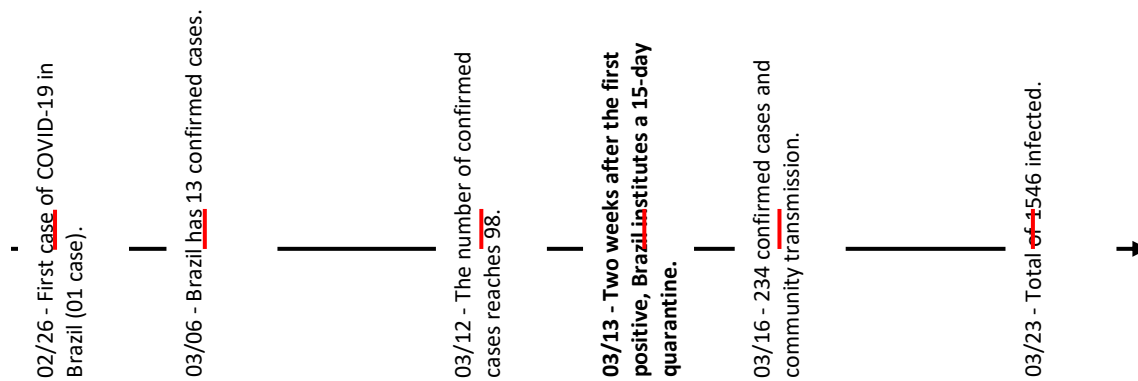 02/26 - First case of COVID-19 in
Brazil (01 case).
03/06 - Brazil has 13 confirmed cases.
03/12 - The number of confirmed
cases reaches 98.
03/13 - Two weeks after the first
positive, Brazil institutes a 15-day
quarantine.
03/16 - 234 confirmed cases and
community transmission.
03/23 - Total of 1546 infected.